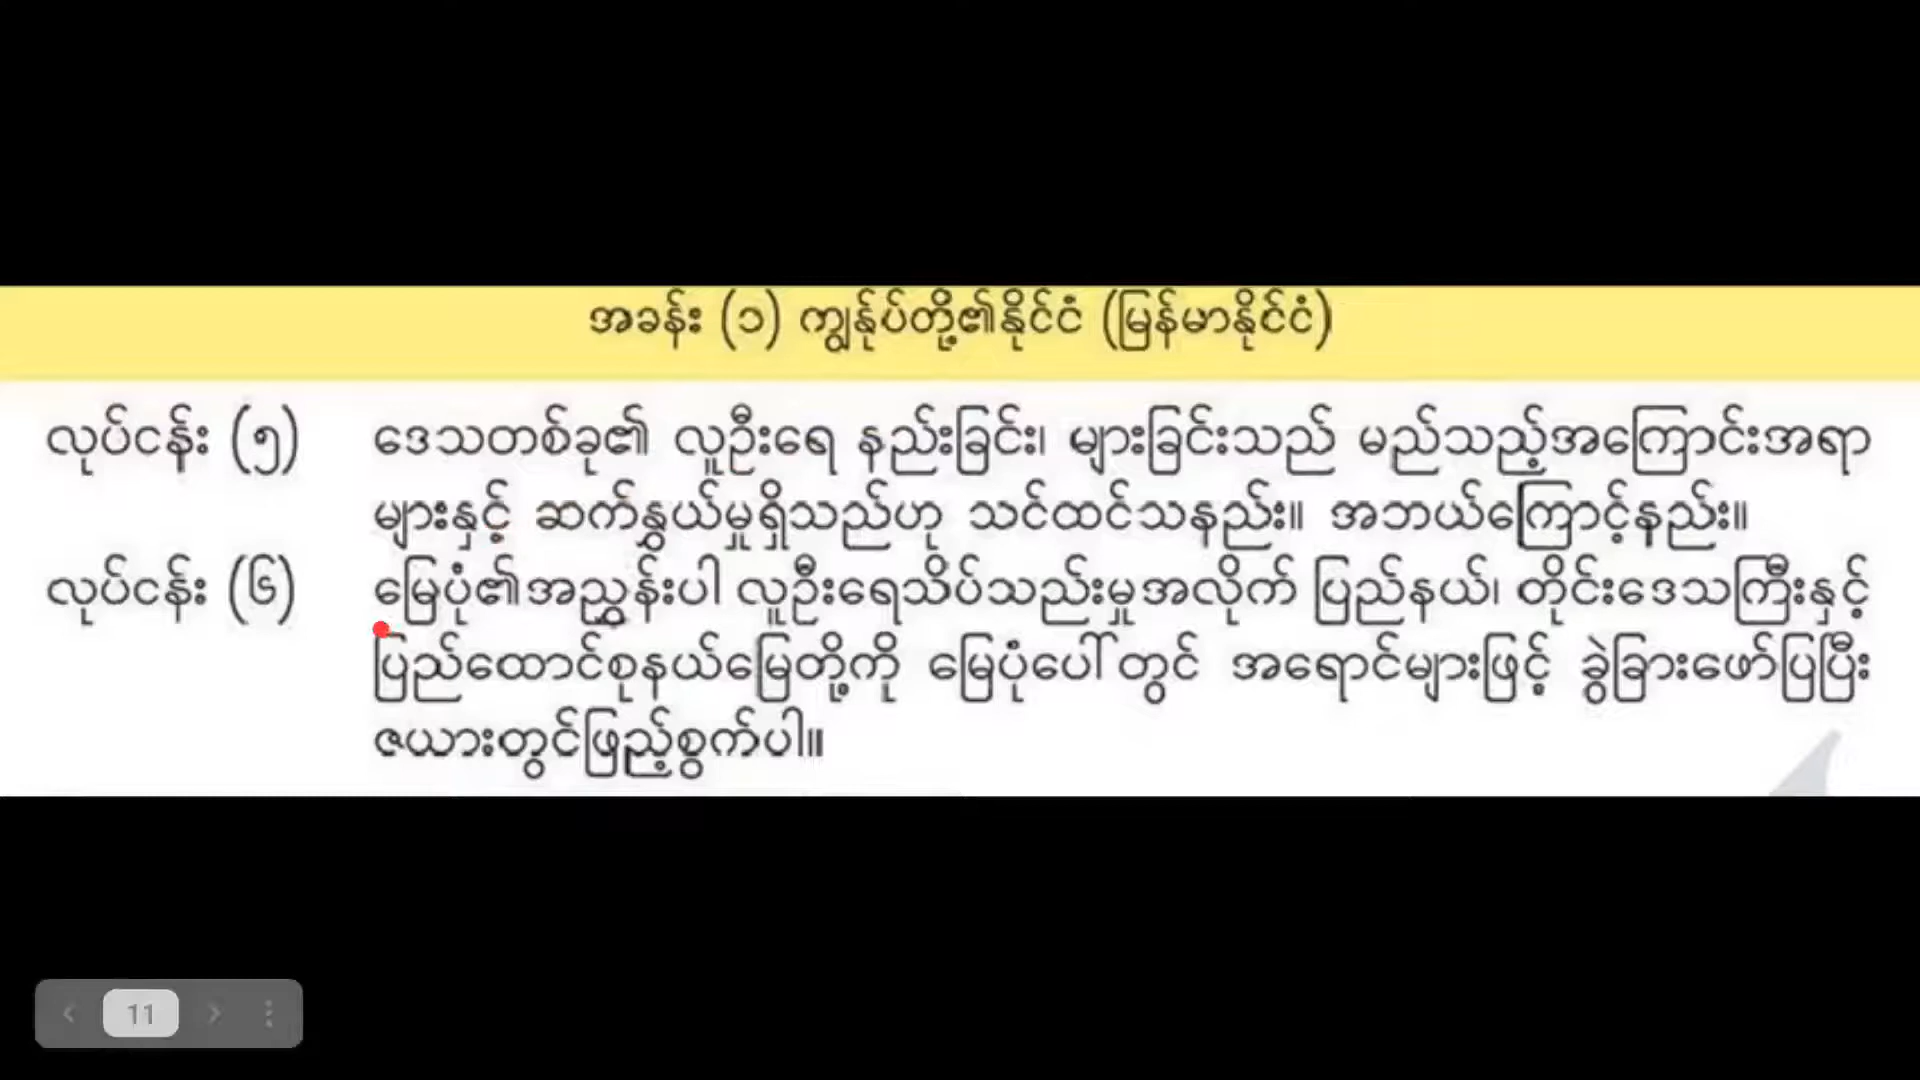 အခန်း (၁) ကျွန်ုပ်တို့၏နိုင်ငံ (မြန်မာနိုင်ငံ)
လုပ်ငန်း (၅) ဒေသတစ်ခု၏ လူဦးရေ နည်းခြင်း၊ များခြင်းသည် မည်သည့်အကြောင်းအရာ
များနှင့် ဆက်နွှယ်မှုရှိသည်ဟု သင်ထင်သနည်း။ အဘယ်ကြောင့်နည်း။
လုပ်ငန်း (၆) မြေပုံ၏အညွှန်းပါ လူဦးရေသိပ်သည်းမှုအလိုက် ပြည်နယ်၊ တိုင်းဒေသကြီးနှင့်
ပြည်ထောင်စုနယ်မြေတို့ကို မြေပုံပေါ်တွင် အရောင်များဖြင့် ခွဲခြားဖော်ပြပြီး
ဇယားတွင်ဖြည့်စွက်ပါ။
11